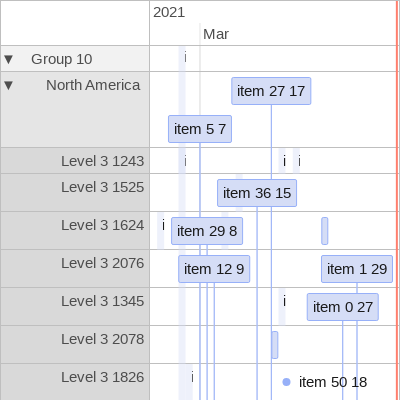 2021
Mar
▼ Group 10 i
▼ North America item 27 17
item 5 7
Level 3 1243 i i i
Level 3 1525 item 36 15
Level 3 1624 i item 29 8
Level 3 2076 item 12 9 item 1 29
Level 3 1345 i item 0 27
Level 3 2078
Level 3 1826 i item 50 18